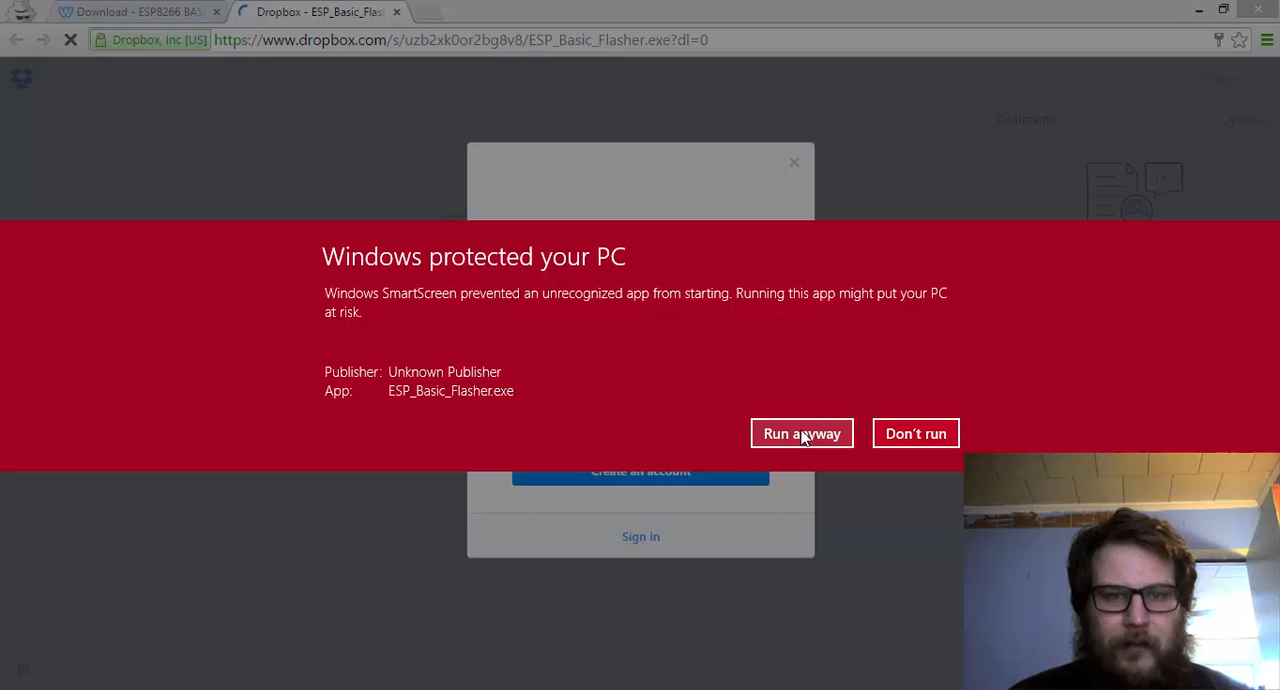 Download - ESP8266 BAS
Dropbox - ESP_Basic_Flas
Dropbox, Inc [US] https://www.dropbox.com/s/uzb2xk0or2bg8v8/ESP_Basic_Flasher.exe?dl=0
Comments
Windows protected your PC
Windows SmartScreen prevented an unrecognized app from starting. Running this app might put your PC
at risk.
Publisher: Unknown Publisher
App: ESP_Basic_Flasher.exe
Run anyway
Don't run
Create an account
Sign in